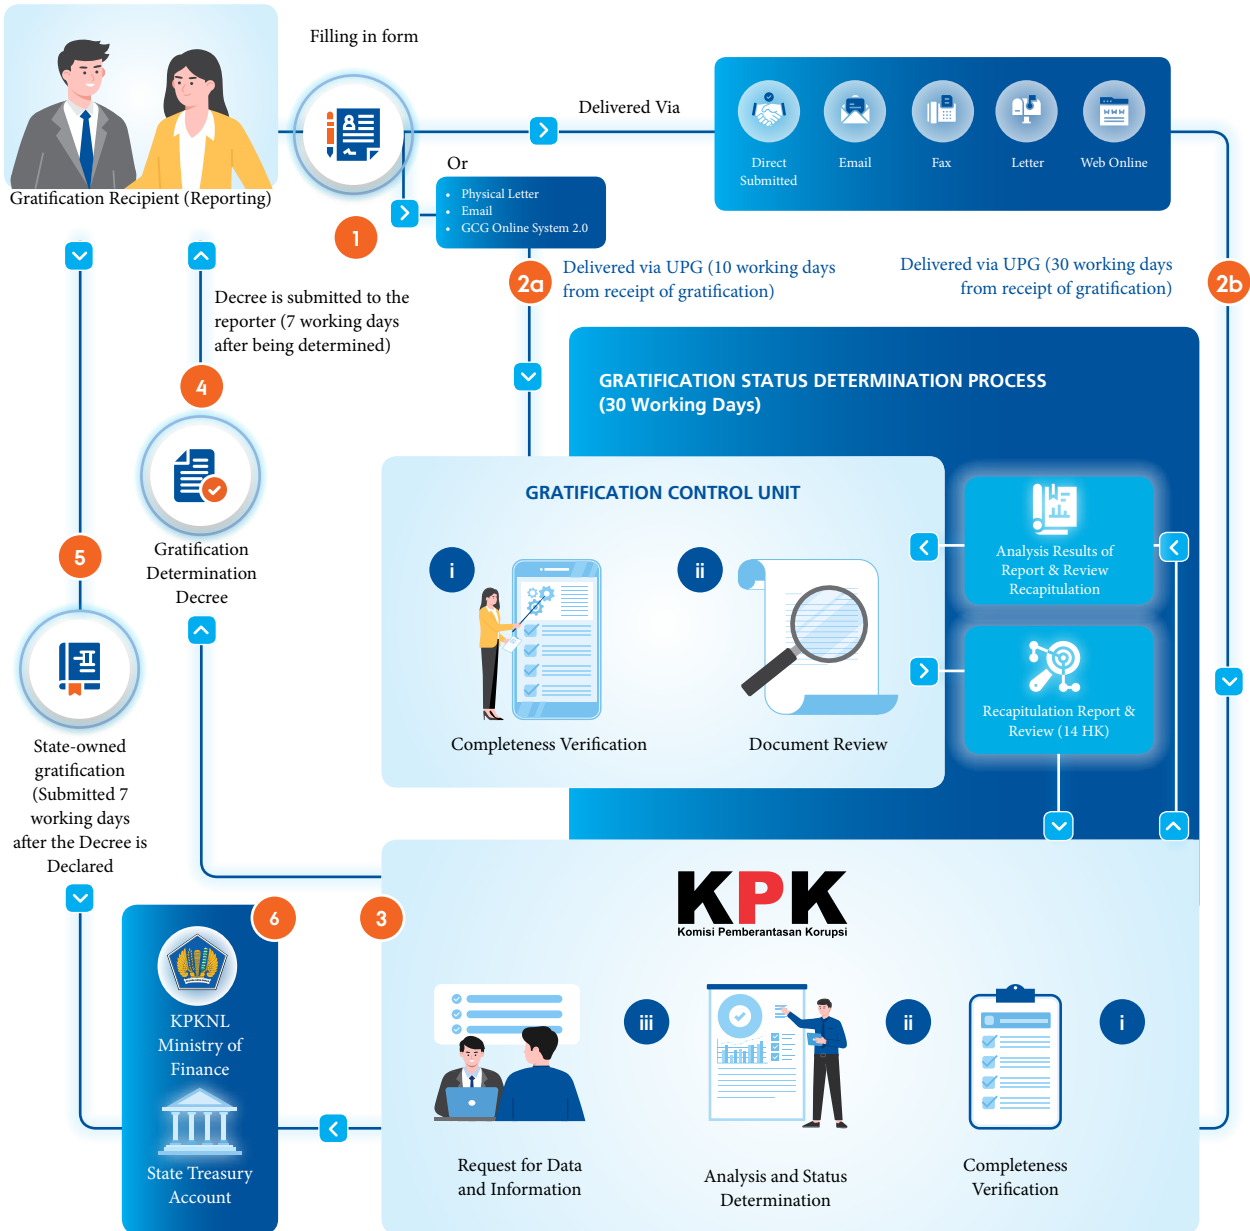 Filling in form
Gratification Recipient (Reporting)
1
Delivered Via
Direct
Submitted
Email
Fax
Letter
Web Online
Or
• Physical Letter
• Email
• GCG Online System 2.0
2a
Delivered via UPG (10 working days
from receipt of gratification)
Delivered via UPG (30 working days
from receipt of gratification)
2b
Decree is submitted to the
reporter (7 working days
after being determined)
4
Gratification
Determination
Decree
5
State-owned
gratification
(Submitted 7
working days
after the Decree is
Declared
GRATIFICATION STATUS DETERMINATION PROCESS
(30 Working Days)
GRATIFICATION CONTROL UNIT
i
Completeness Verification
ii
Document Review
Analysis Results of
Report & Review
Recapitulation
Recapitulation Report &
Review (14 HK)
3
KPK
Komisi Pemberantasan Korupsi
iii
Request for Data
and Information
ii
Analysis and Status
Determination
i
Completeness
Verification
6
KPKNL
Ministry of
Finance
State Treasury
Account